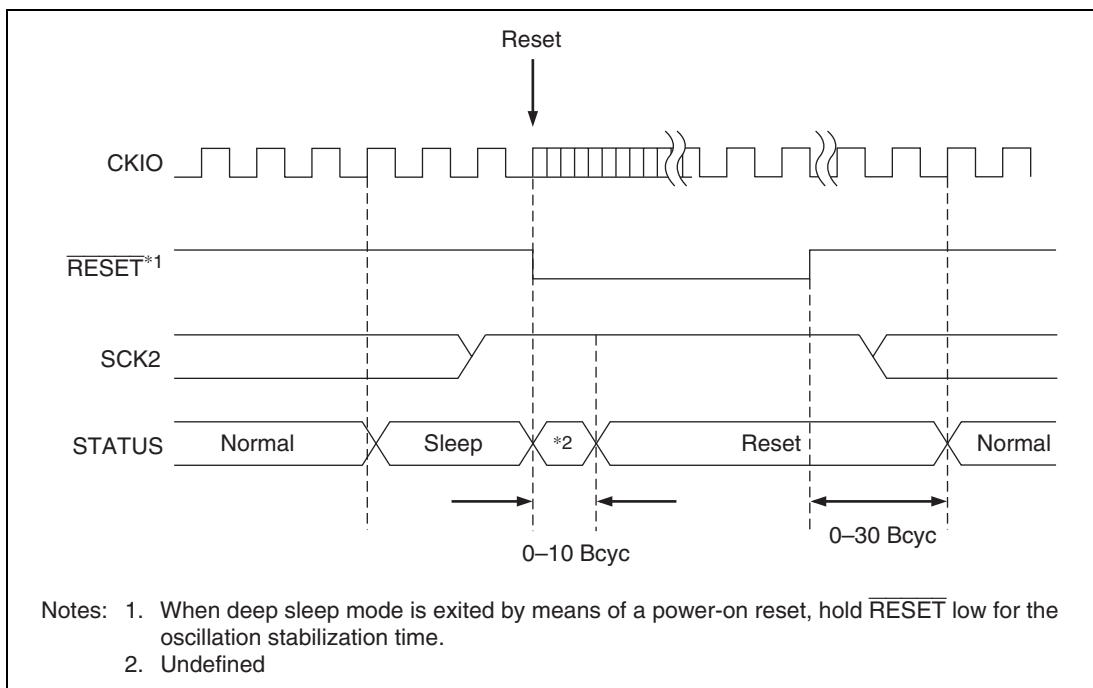 Reset
CKIO
RESET*1
SCK2
STATUS Normal Sleep *2 Reset Normal
0–10 Bcyc
0–30 Bcyc
Notes: 1. When deep sleep mode is exited by means of a power-on reset, hold RESET low for the
oscillation stabilization time.
2. Undefined